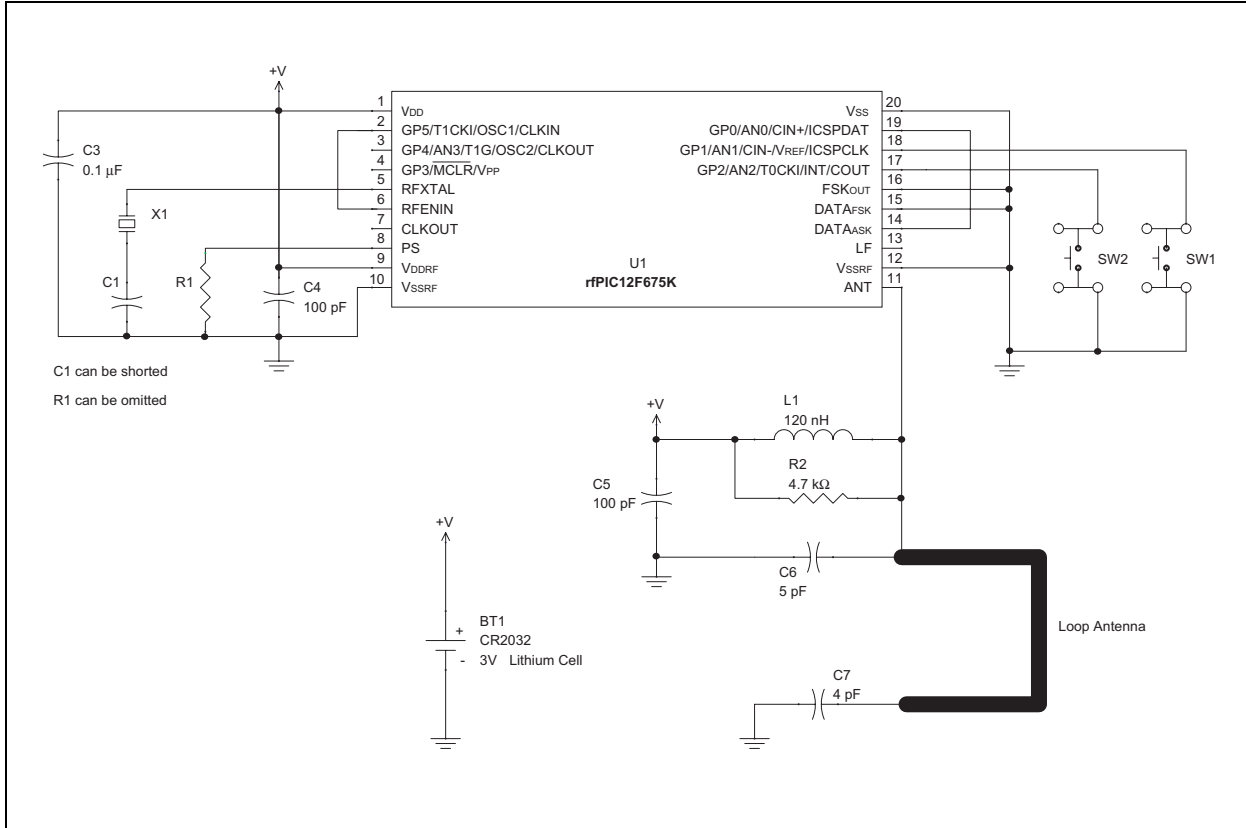 +V
C3
0.1 µF
X1
C1
R1
C4
100 pF
C1 can be shorted
R1 can be omitted
1 VDD
2 GP5/T1CKI/OSC1/CLKIN
3 GP4/AN3/T1G/OSC2/CLKOUT
4 GP3/MCLR/VPP
5 RFXTAL
6 RFENIN
7 CLKOUT
8 PS
9 VDDRF
10 VSSRF
U1
rfPIC12F675K
VSS 20
GP0/AN0/CIN+/ICSPDAT 19
GP1/AN1/CIN-/VREF/ICSPCLK 18
GP2/AN2/T0CKI/INT/COUT 17
FSKOUT 16
DATAFSK 15
DATAASK 14
LF 13
VSSRF 12
ANT 11
SW2
SW1
+V
L1
120 nH
R2
4.7 kΩ
C5
100 pF
C6
5 pF
Loop Antenna
C7
4 pF
+V
+
-
BT1
CR2032
3V Lithium Cell